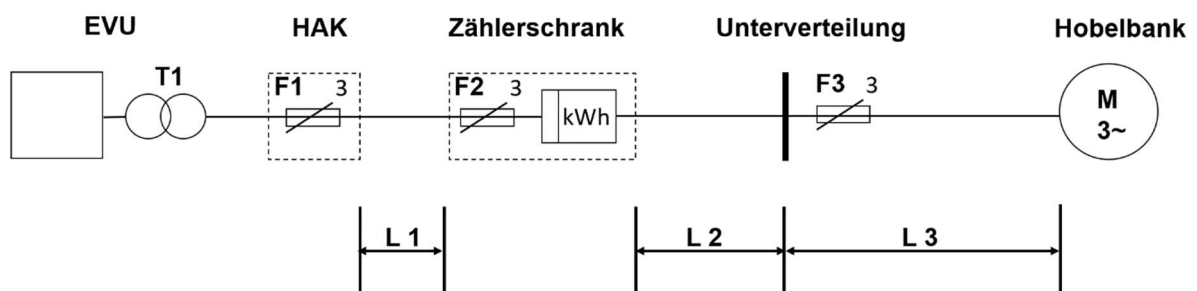 EVU HAK Zählerschrank Unterverteilung Hobelbank
T1 F1 3 F2 3 F3 3
kWh M
3~
L 1 L 2 L 3